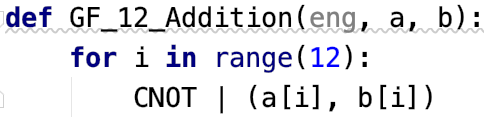 def GF_12_Addition(eng, a, b):
    for i in range(12):
        CNOT | (a[i], b[i])